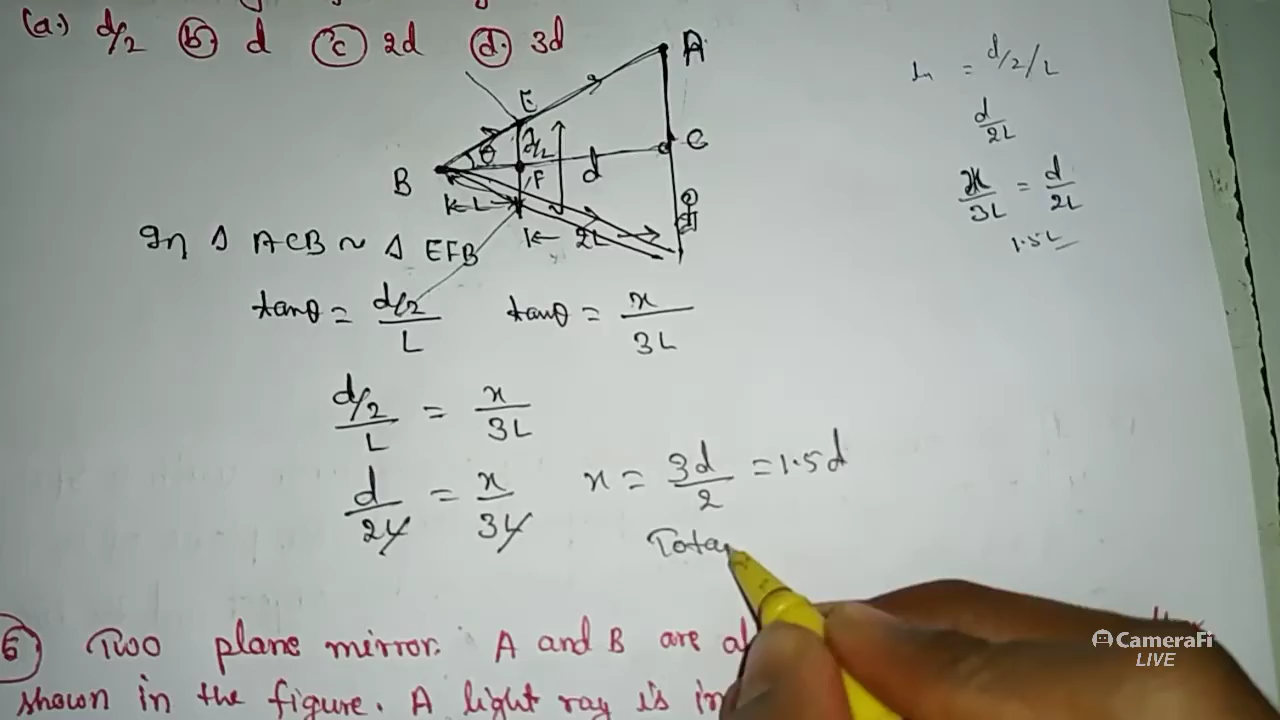 (a.) d/2 (b) d (c) 2d (d.) 3d
A
E
θ d/2 C
B F d
L
2L
In Δ ACB ~ Δ EFB
tanθ = d/2 / L tanθ = x / 3L
d/2 / L = x / 3L
d / 2L = x / 3L x = 3d / 2 = 1.5d
Tota
= d/2/L
d / 2L
x / 3L = d / 2L
1.5L
6) Two plane mirror. A and B are
shown in the figure. A light ray is in
CameraFi
LIVE